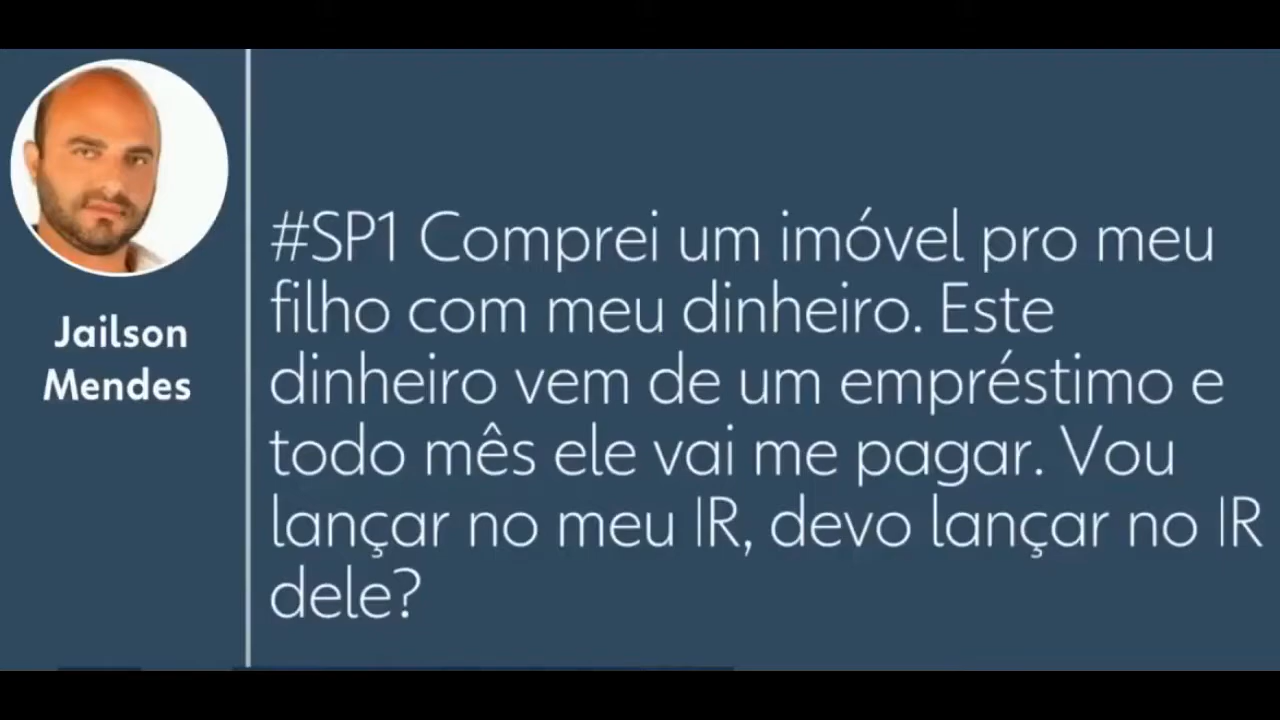 Jailson
Mendes
#SP1 Comprei um imóvel pro meu
filho com meu dinheiro. Este
dinheiro vem de um empréstimo e
todo mês ele vai me pagar. Vou
lançar no meu IR, devo lançar no IR
dele?